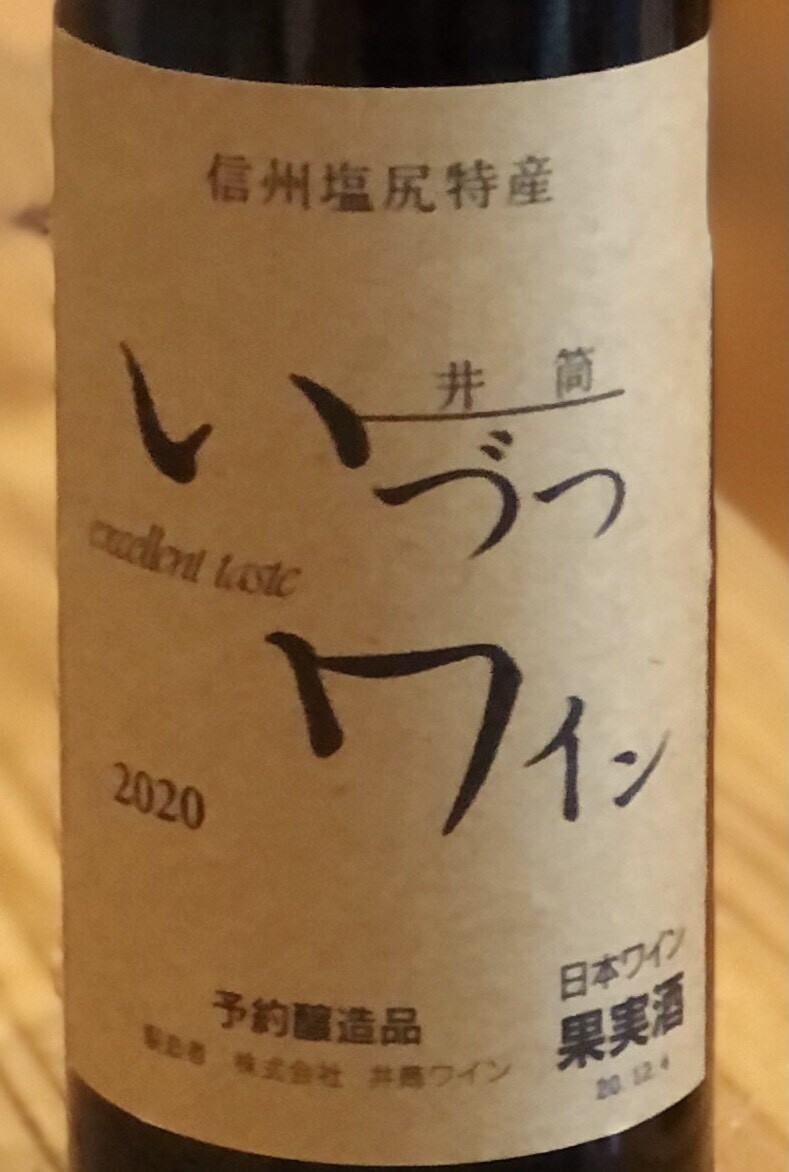 信州塩尻特産
井筒
いづつ
excellent taste
ワイン
2020
日本ワイン
予約醸造品
果実酒
製造者 株式会社 井筒ワイン
20.12.4